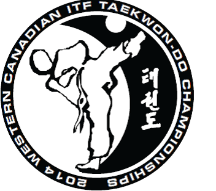 2014 WESTERN CANADIAN ITF TAEKWON-DO CHAMPIONSHIPS
태권도